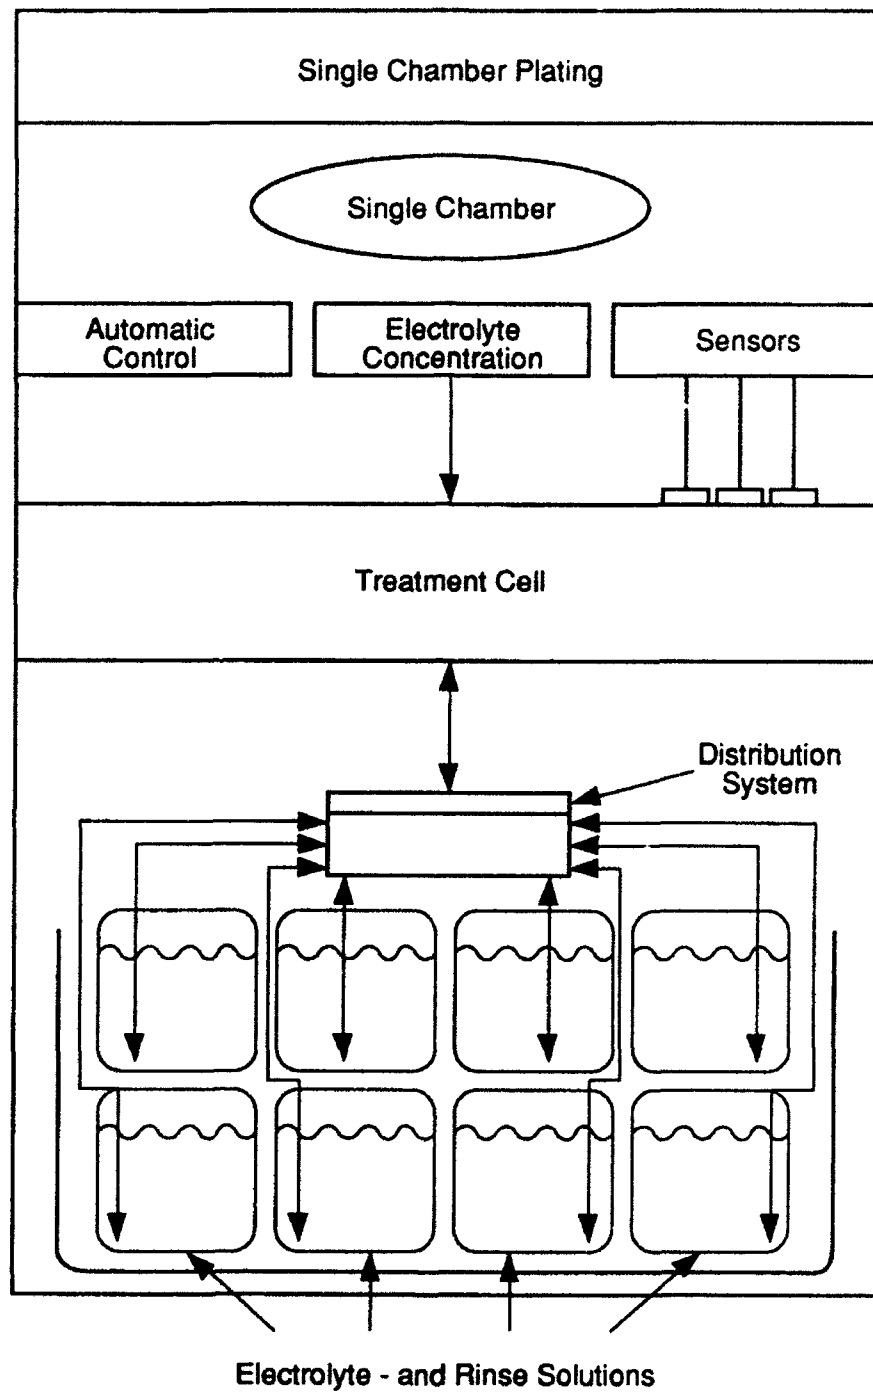 Single Chamber Plating
Single Chamber
Automatic
Control
Electrolyte
Concentration
Sensors
Treatment Cell
Distribution
System
Electrolyte - and Rinse Solutions